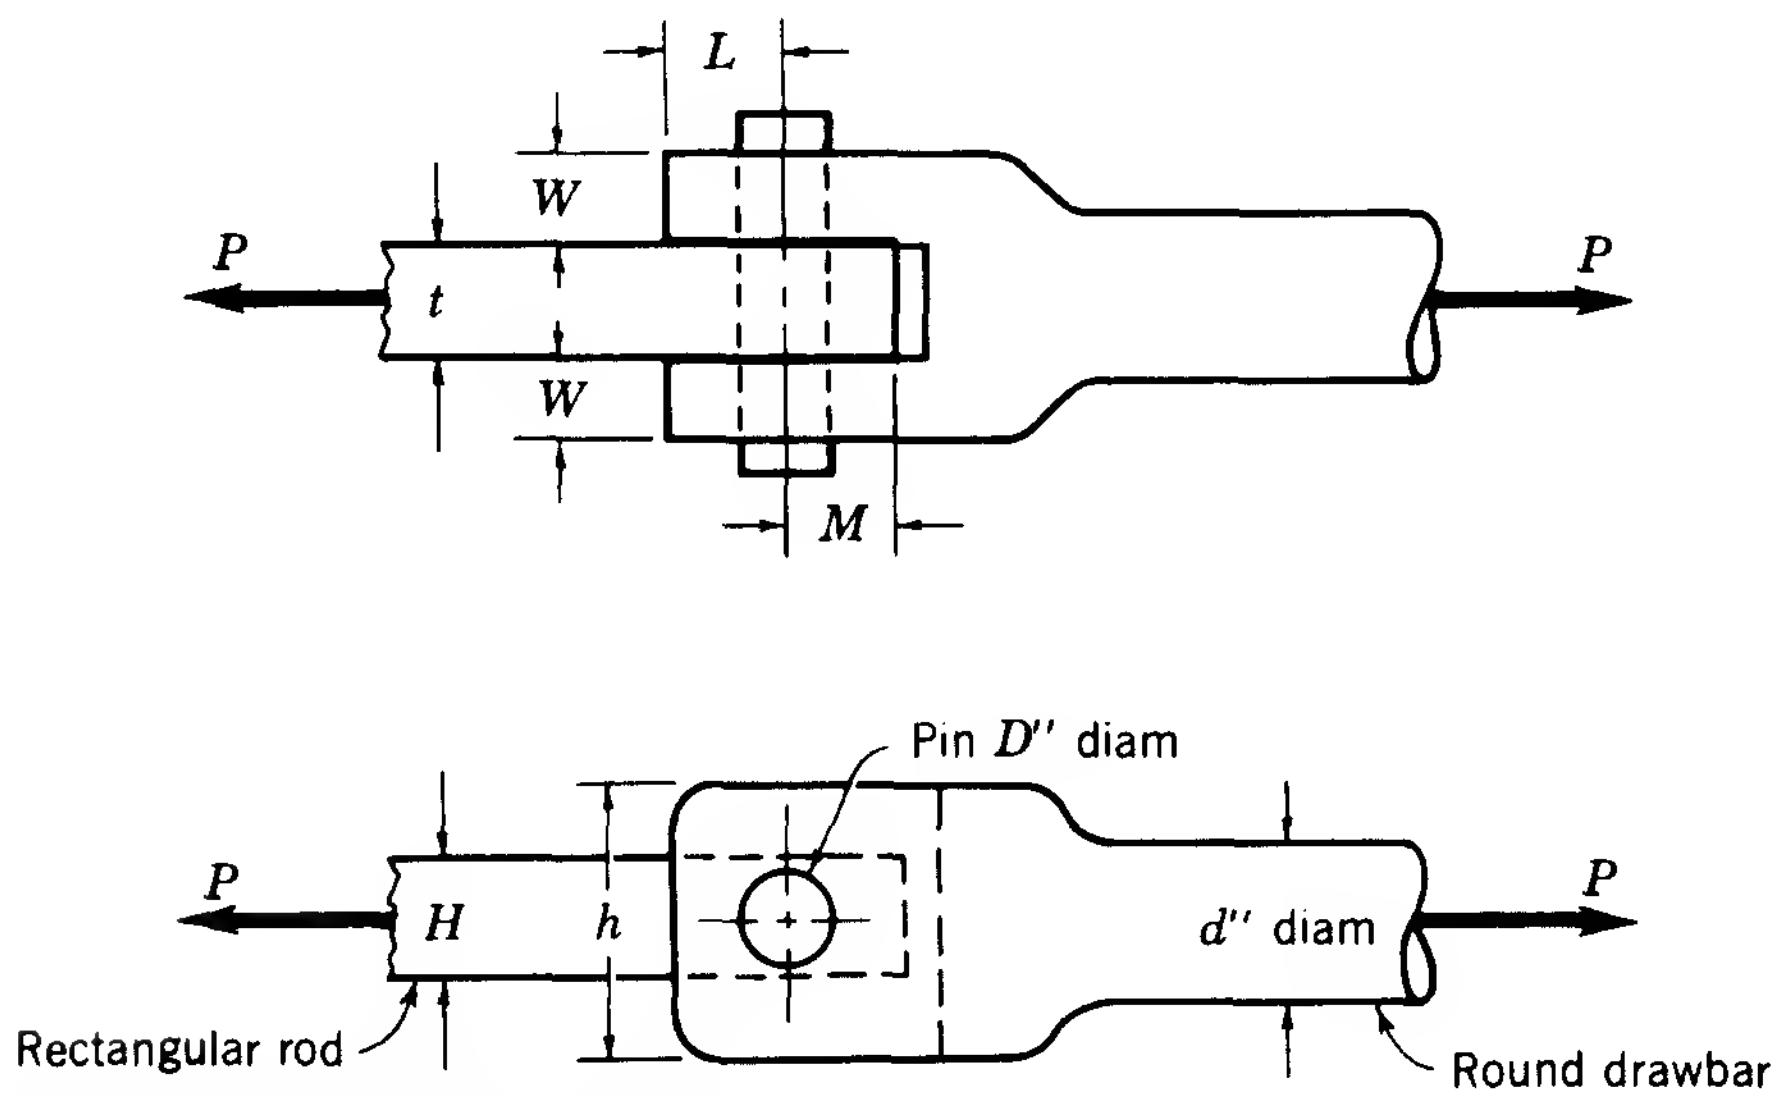 L
W
P
t
P
W
M
Pin D″ diam
P
H
h
d″ diam
P
Rectangular rod
Round drawbar